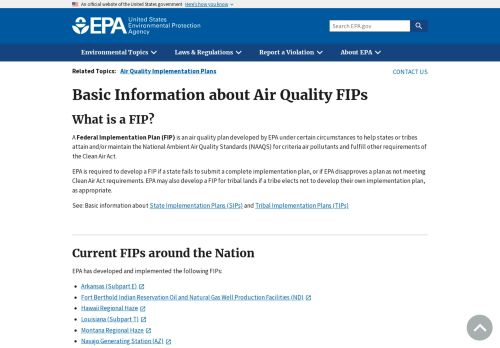 An official website of the United States government Here's how you know
EPA United States
Environmental Protection
Agency
Search EPA.gov
Environmental Topics Laws & Regulations Report a Violation About EPA
Related Topics: Air Quality Implementation Plans
CONTACT US
Basic Information about Air Quality FIPs
What is a FIP?
A Federal Implementation Plan (FIP) is an air quality plan developed by EPA under certain circumstances to help states or tribes
attain and/or maintain the National Ambient Air Quality Standards (NAAQS) for criteria air pollutants and fulfill other requirements of
the Clean Air Act.
EPA is required to develop a FIP if a state fails to submit a complete implementation plan, or if EPA disapproves a plan as not meeting
Clean Air Act requirements. EPA may also develop a FIP for tribal lands if a tribe elects not to develop their own implementation plan,
as appropriate.
See: Basic information about State Implementation Plans (SIPs) and Tribal Implementation Plans (TIPs)
Current FIPs around the Nation
EPA has developed and implemented the following FIPs:
• Arkansas (Subpart E)
• Fort Berthold Indian Reservation Oil and Natural Gas Well Production Facilities (ND)
• Hawaii Regional Haze
• Louisiana (Subpart T)
• Montana Regional Haze
• Navajo Generating Station (AZ)